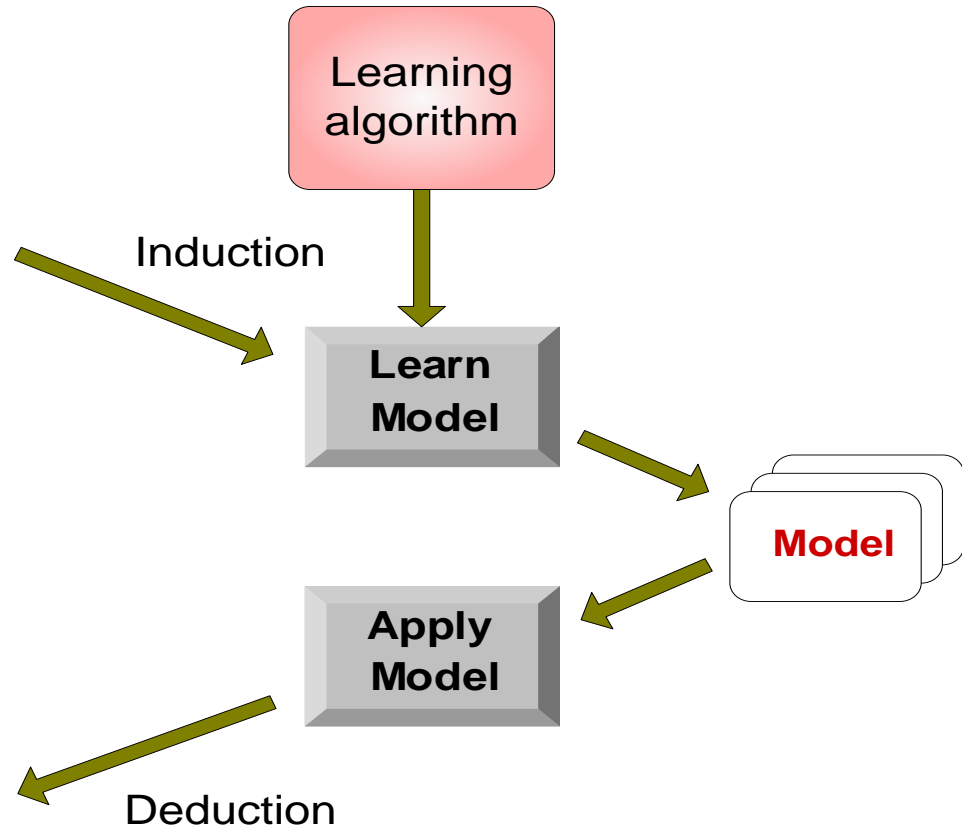 Learning
algorithm
Induction
Learn
Model
Model
Apply
Model
Deduction